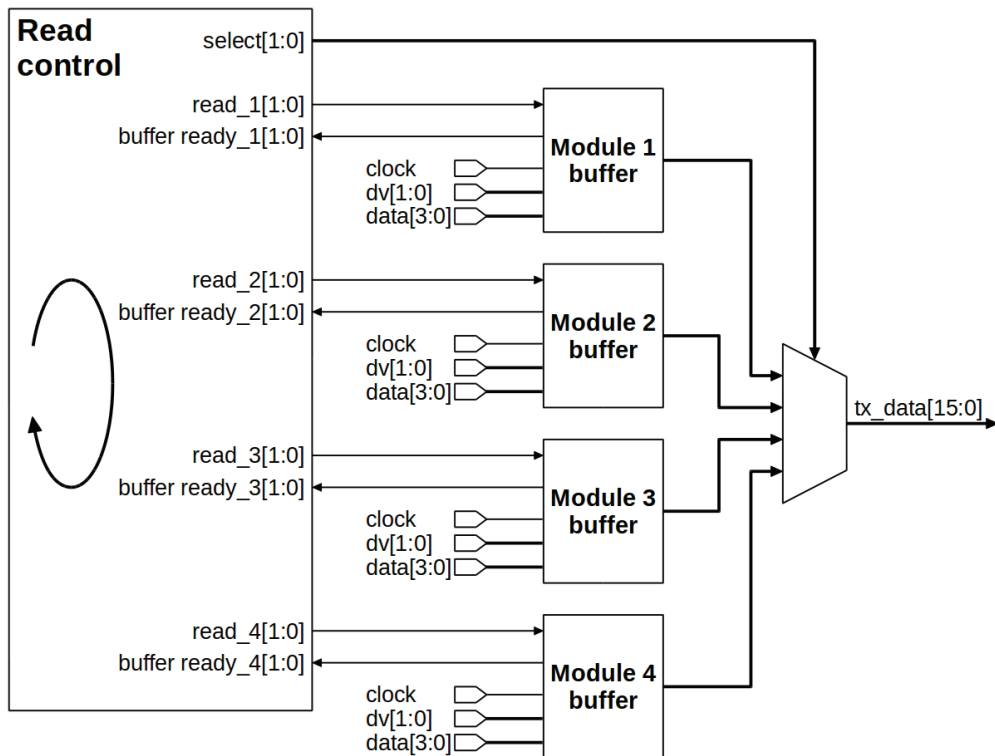 Read
control
select[1:0]
read_1[1:0]
buffer ready_1[1:0]
clock
dv[1:0]
data[3:0]
Module 1
buffer
read_2[1:0]
buffer ready_2[1:0]
clock
dv[1:0]
data[3:0]
Module 2
buffer
tx_data[15:0]
read_3[1:0]
buffer ready_3[1:0]
clock
dv[1:0]
data[3:0]
Module 3
buffer
read_4[1:0]
buffer ready_4[1:0]
clock
dv[1:0]
data[3:0]
Module 4
buffer